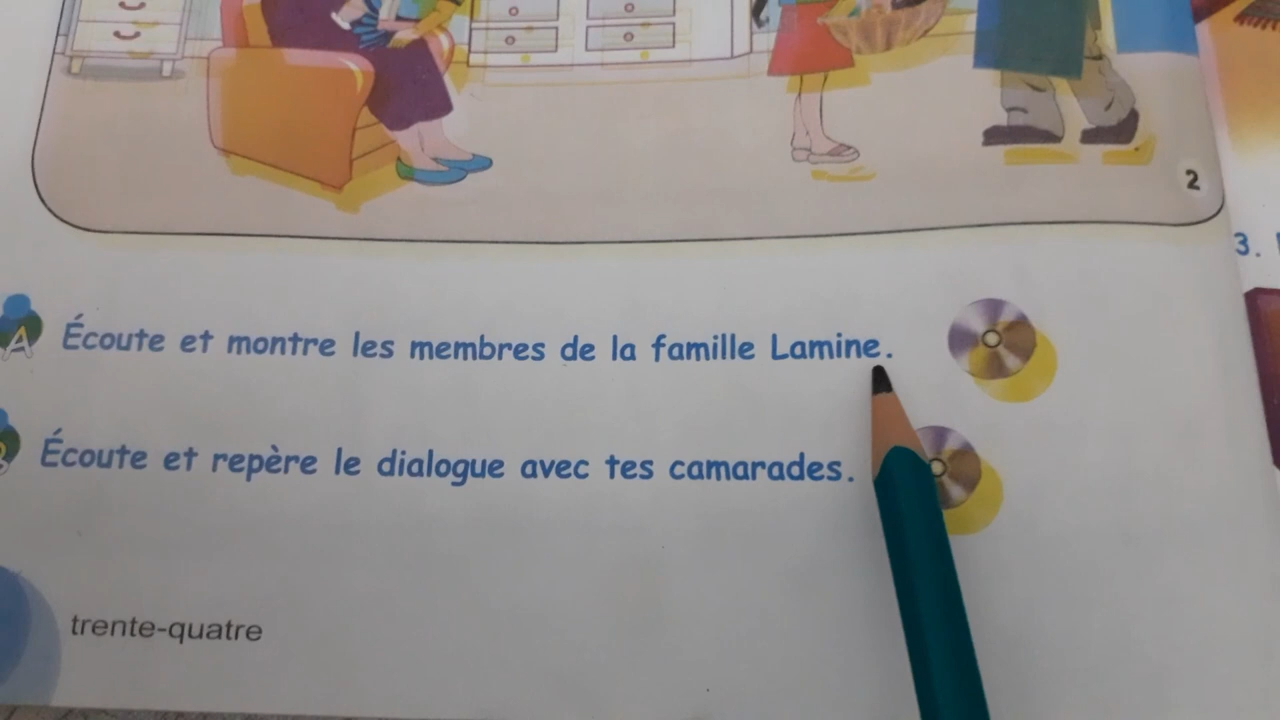 2
3.
A Écoute et montre les membres de la famille Lamine.
B Écoute et repère le dialogue avec tes camarades.
trente-quatre